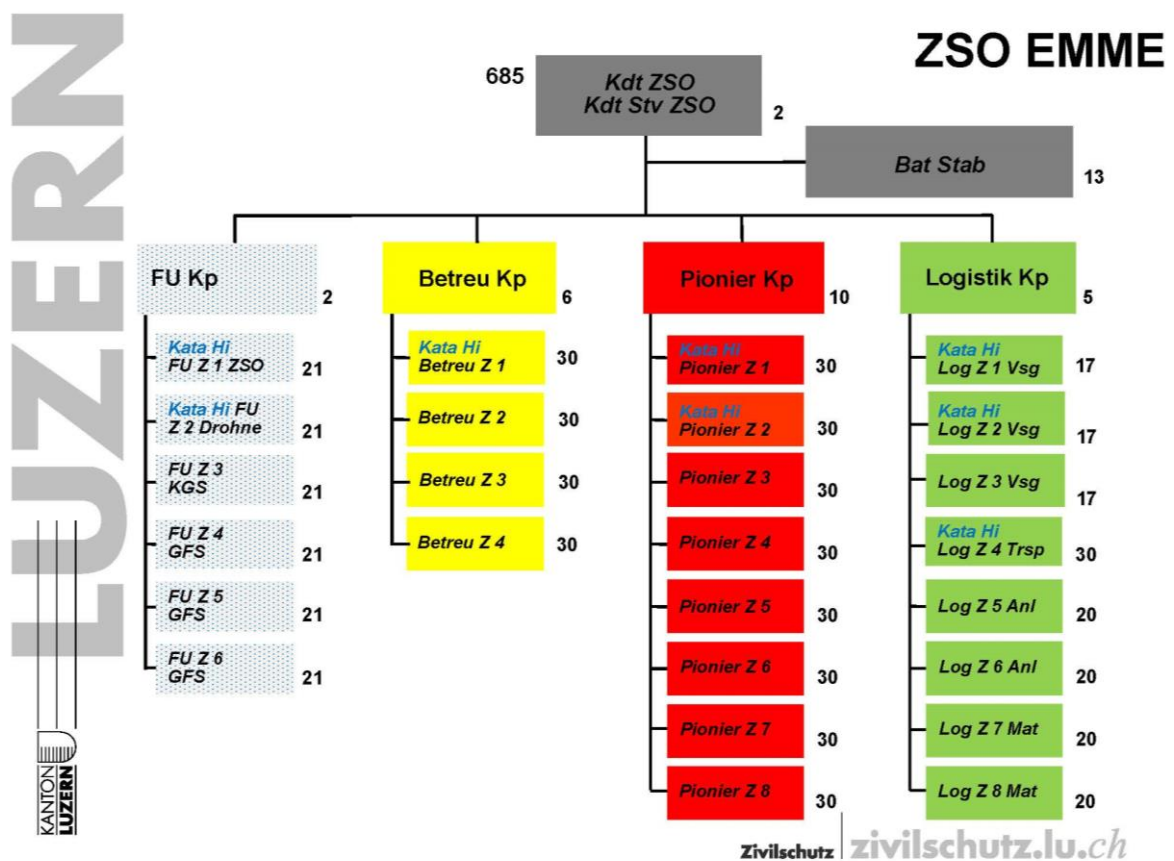 LUZERN
ZSO EMME
685
Kdt ZSO
Kdt Stv ZSO
2
Bat Stab
13
FU Kp
2
Kata Hi
FU Z 1 ZSO
21
Kata Hi FU
Z 2 Drohne
21
FU Z 3
KGS
21
FU Z 4
GFS
21
FU Z 5
GFS
21
FU Z 6
GFS
21
Betreu Kp
6
Kata Hi
Betreu Z 1
30
Betreu Z 2
30
Betreu Z 3
30
Betreu Z 4
30
Pionier Kp
10
Kata Hi
Pionier Z 1
30
Kata Hi
Pionier Z 2
30
Pionier Z 3
30
Pionier Z 4
30
Pionier Z 5
30
Pionier Z 6
30
Pionier Z 7
30
Pionier Z 8
30
Logistik Kp
5
Kata Hi
Log Z 1 Vsg
17
Kata Hi
Log Z 2 Vsg
17
Log Z 3 Vsg
17
Kata Hi
Log Z 4 Trsp
30
Log Z 5 Anl
20
Log Z 6 Anl
20
Log Z 7 Mat
20
Log Z 8 Mat
20
KANTON
LUZERN
Zivilschutz
zivilschutz.lu.ch